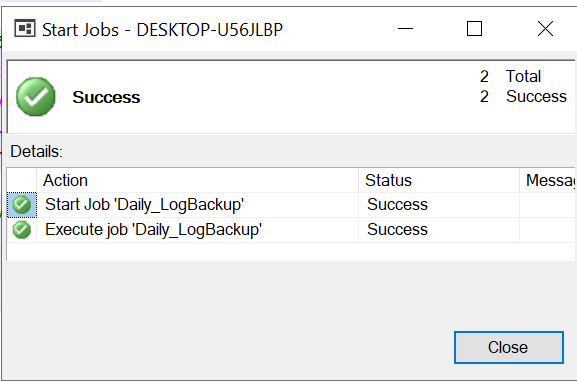 Start Jobs - DESKTOP-U56JLBP
Success
2 Total
2 Success
Details:
Action Status Messag
Start Job 'Daily_LogBackup' Success
Execute job 'Daily_LogBackup' Success
Close